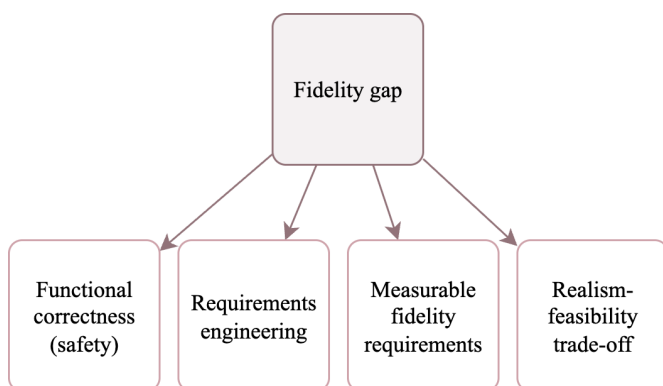 Fidelity gap
Functional
correctness
(safety)
Requirements
engineering
Measurable
fidelity
requirements
Realism-
feasibility
trade-off